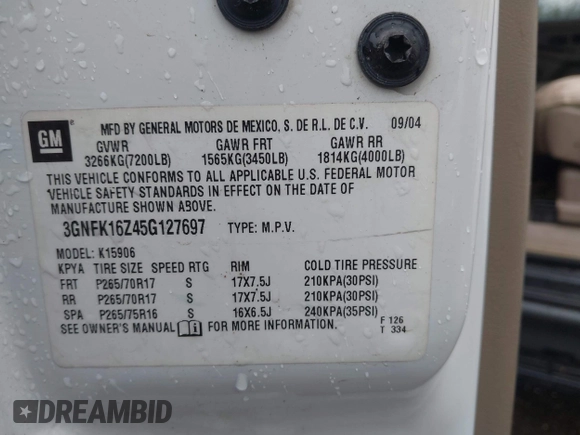 GM
MFD BY GENERAL MOTORS DE MEXICO, S. DE R.L. DE C.V. 09/04
GVWR GAWR FRT GAWR RR
3266KG(7200LB) 1565KG(3450LB) 1814KG(4000LB)
THIS VEHICLE CONFORMS TO ALL APPLICABLE U.S. FEDERAL MOTOR
VEHICLE SAFETY STANDARDS IN EFFECT ON THE DATE OF
MANUFACTURE SHOWN ABOVE.
3GNFK16Z45G127697 TYPE: M.P.V.
MODEL: K15906
KPYA TIRE SIZE SPEED RTG RIM COLD TIRE PRESSURE
FRT P265/70R17 S 17X7.5J 210KPA(30PSI)
RR P265/70R17 S 17X7.5J 210KPA(30PSI)
SPA P265/75R16 S 16X6.5J 240KPA(35PSI)
SEE OWNER'S MANUAL FOR MORE INFORMATION. F 126
T 334
DREAMBID